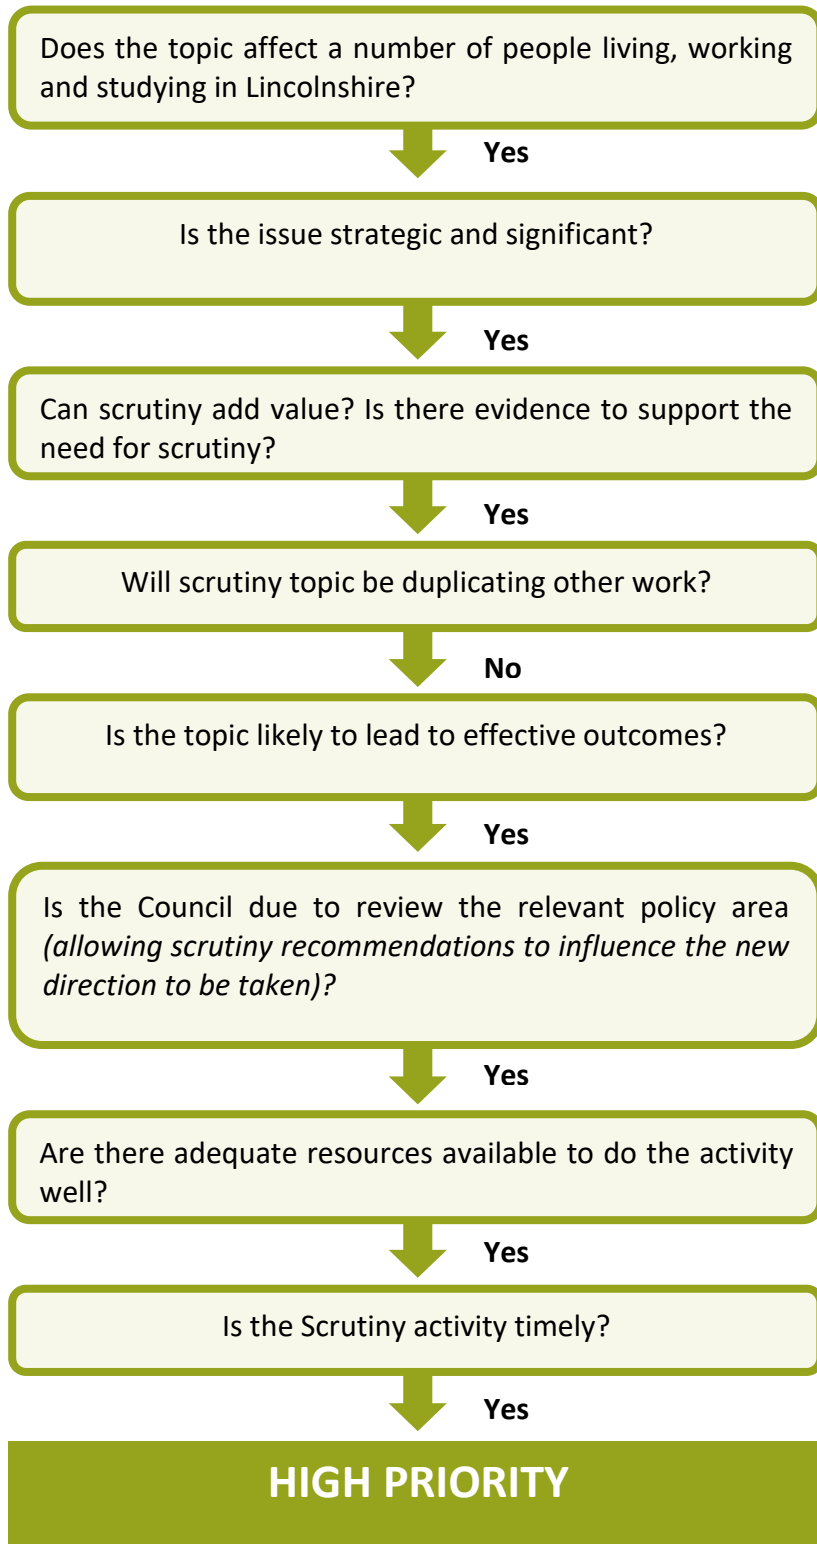 Does the topic affect a number of people living, working
and studying in Lincolnshire?
Yes
Is the issue strategic and significant?
Yes
Can scrutiny add value? Is there evidence to support the
need for scrutiny?
Yes
Will scrutiny topic be duplicating other work?
No
Is the topic likely to lead to effective outcomes?
Yes
Is the Council due to review the relevant policy area
(allowing scrutiny recommendations to influence the new
direction to be taken)?
Yes
Are there adequate resources available to do the activity
well?
Yes
Is the Scrutiny activity timely?
Yes
HIGH PRIORITY